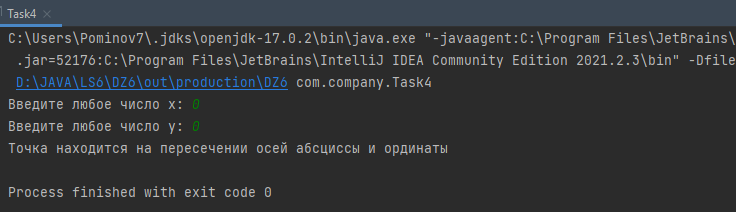 Task4
C:\Users\Pominov7\.jdks\openjdk-17.0.2\bin\java.exe "-javaagent:C:\Program Files\JetBrains\
.jar=52176:C:\Program Files\JetBrains\IntelliJ IDEA Community Edition 2021.2.3\bin" -Dfile
D:\JAVA\LS6\DZ6\out\production\DZ6 com.company.Task4
Введите любое число x: 0
Введите любое число y: 0
Точка находится на пересечении осей абсциссы и ординаты
Process finished with exit code 0